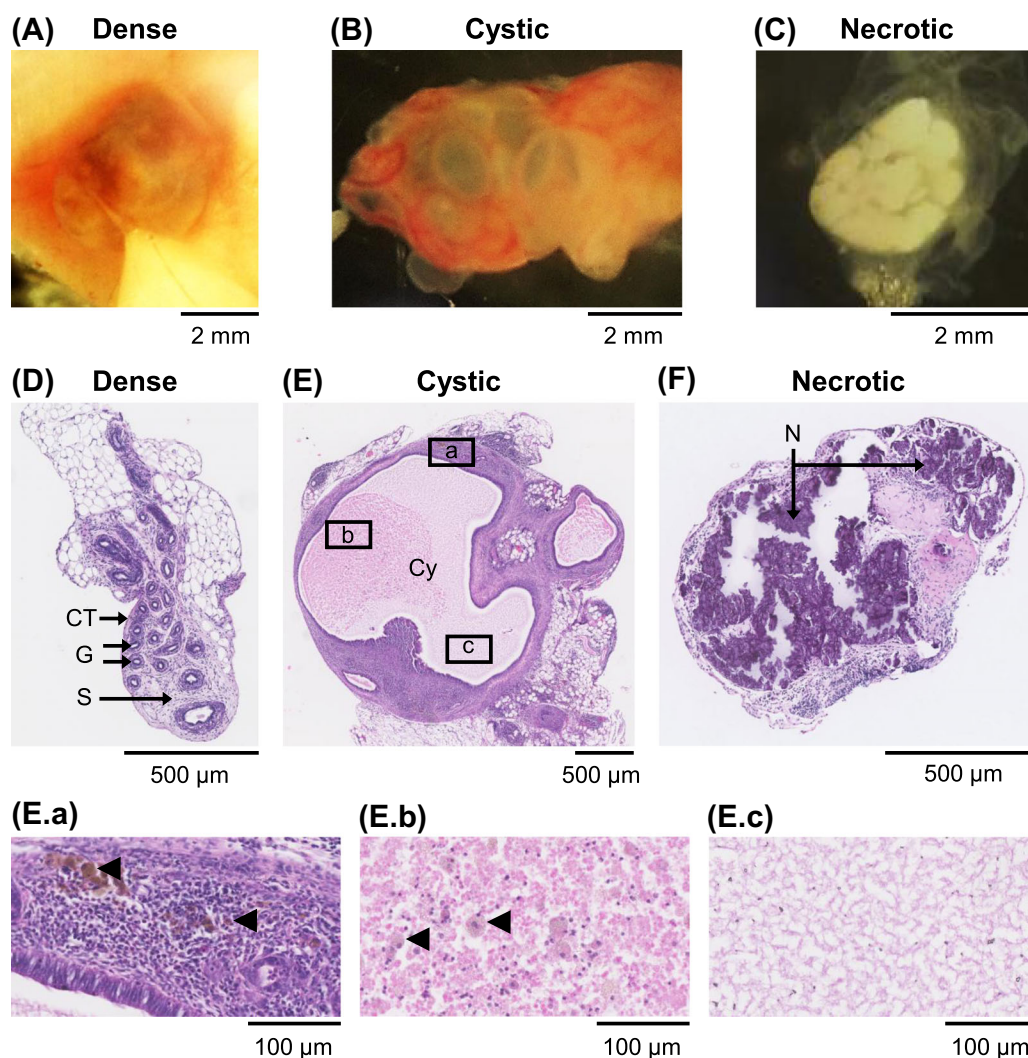 (A) Dense (B) Cystic (C) Necrotic
2 mm 2 mm 2 mm
(D) Dense (E) Cystic (F) Necrotic
N
a
b
Cy
CT
G
c
S
500 µm 500 µm 500 µm
(E.a) (E.b) (E.c)
100 µm 100 µm 100 µm